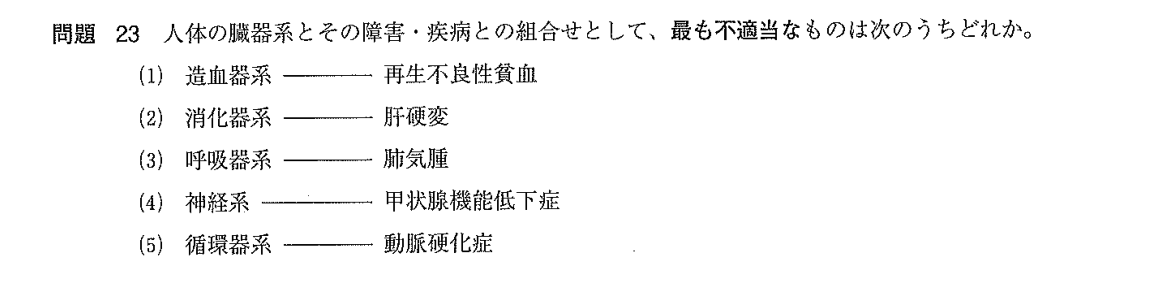 問題 23 人体の臓器系とその障害・疾病との組合せとして、最も不適当なものは次のうちどれか。
(1) 造血器系 ―――― 再生不良性貧血
(2) 消化器系 ―――― 肝硬変
(3) 呼吸器系 ―――― 肺気腫
(4) 神経系 ――――― 甲状腺機能低下症
(5) 循環器系 ―――― 動脈硬化症